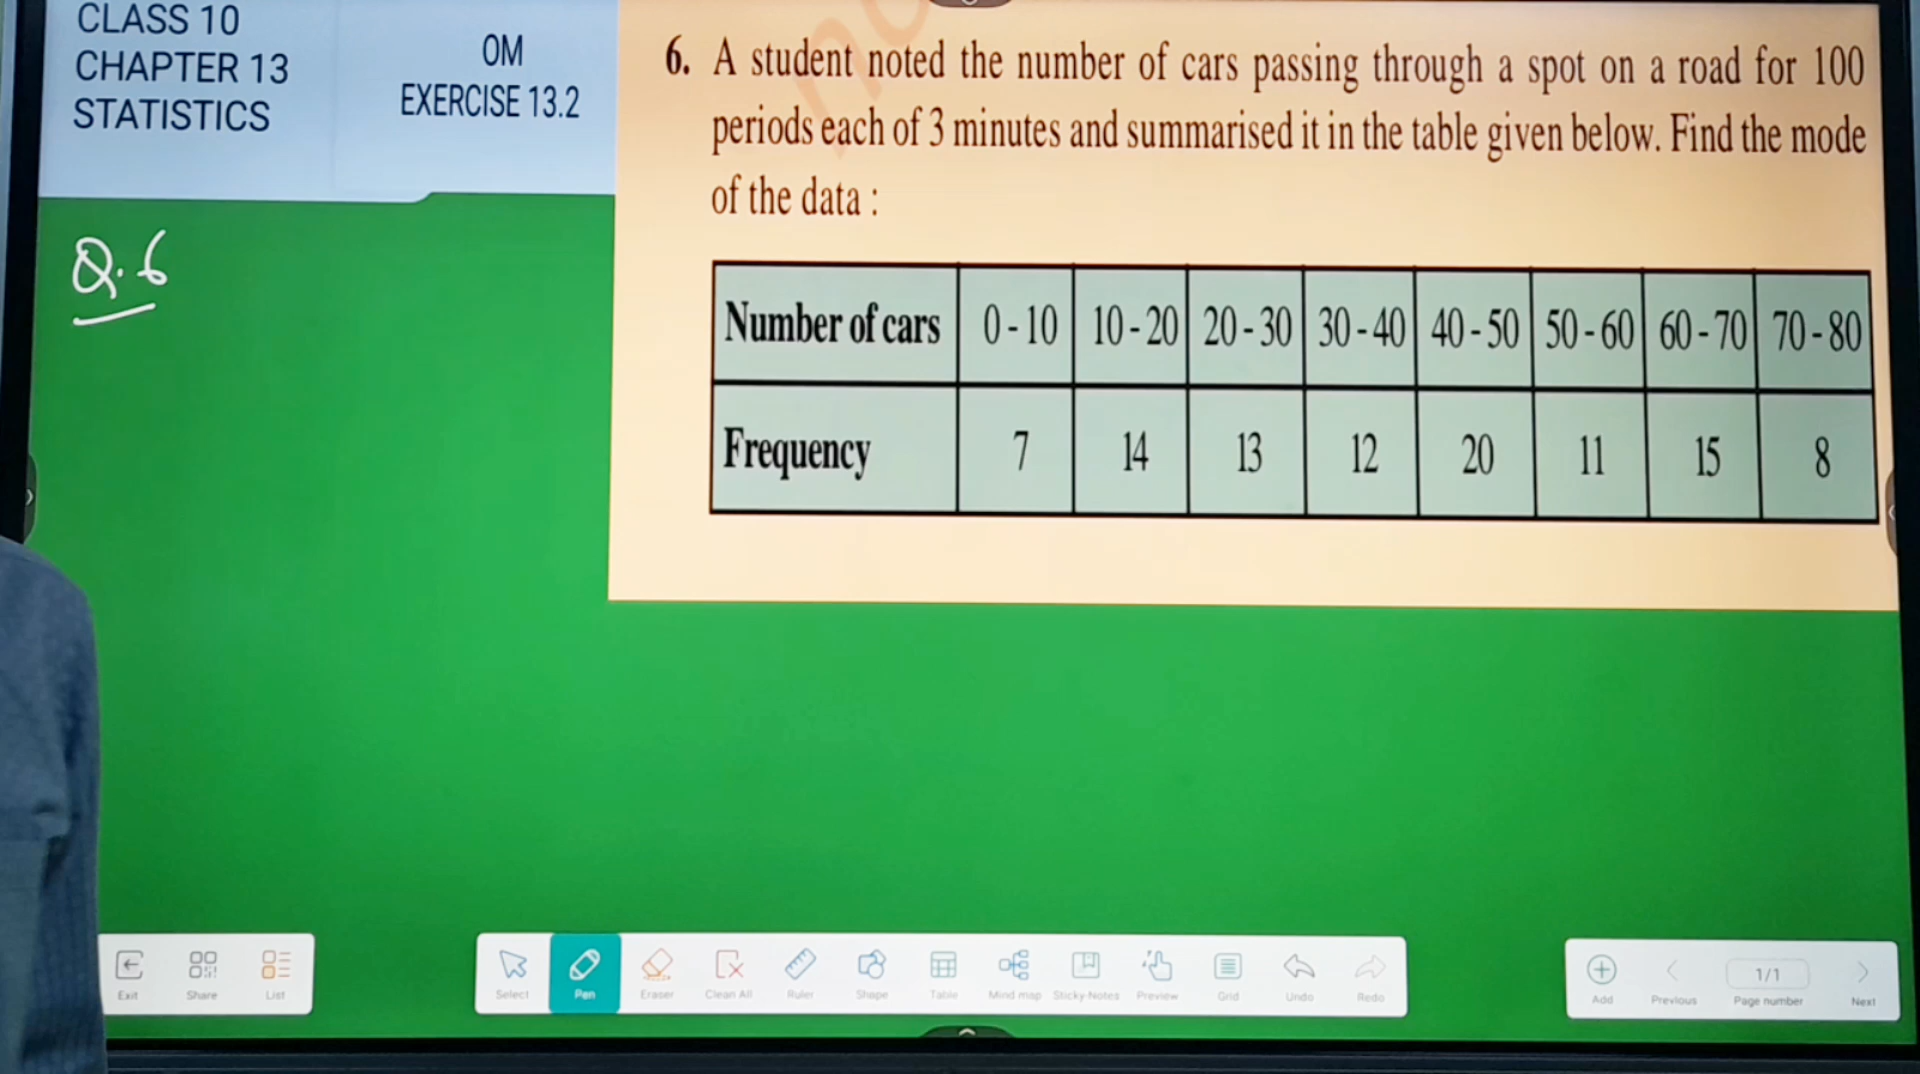 CLASS 10
CHAPTER 13
STATISTICS
OM
EXERCISE 13.2
6. A student noted the number of cars passing through a spot on a road for 100
periods each of 3 minutes and summarised it in the table given below. Find the mode
of the data :
Q.6
Number of cars 0-10 10-20 20-30 30-40 40-50 50-60 60-70 70-80
Frequency 7 14 13 12 20 11 15 8
Exit Share List Select Pen Eraser Clean All Ruler Shape Table Mind map Sticky-Notes Preview Grid Undo Redo Add Previous 1/1 Page number Next